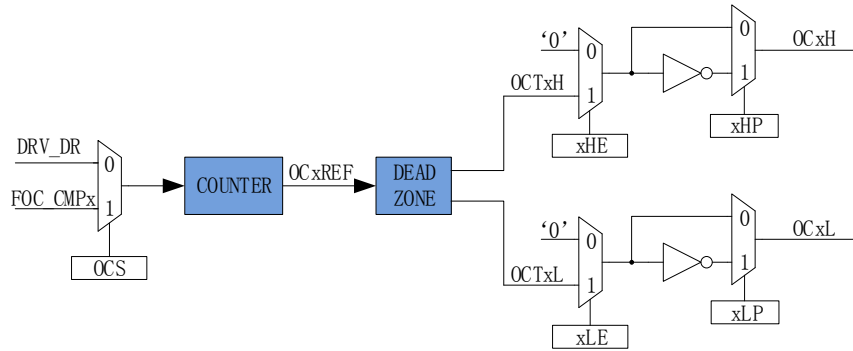 ‘0’
0
OCTxH
1
xHE
0
1
OCxH
xHP
DRV_DR
0
FOC_CMPx
1
OCS
COUNTER
OCxREF
DEAD
ZONE
‘0’
0
OCTxL
1
xLE
0
1
OCxL
xLP